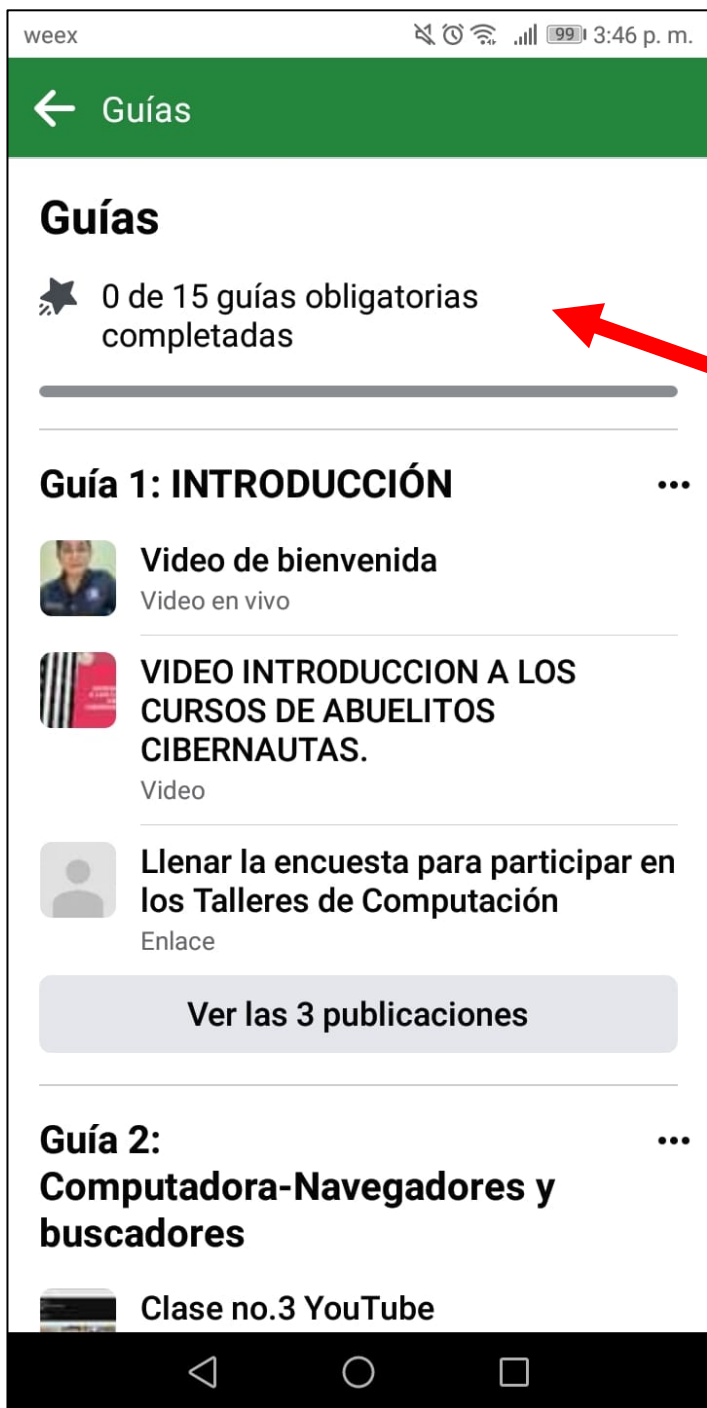 weex 99 3:46 p. m.
Guías
Guías
0 de 15 guías obligatorias
completadas
Guía 1: INTRODUCCIÓN
Video de bienvenida
Video en vivo
VIDEO INTRODUCCION A LOS
CURSOS DE ABUELITOS
CIBERNAUTAS.
Video
Llenar la encuesta para participar en
los Talleres de Computación
Enlace
Ver las 3 publicaciones
Guía 2:
Computadora-Navegadores y
buscadores
Clase no.3 YouTube